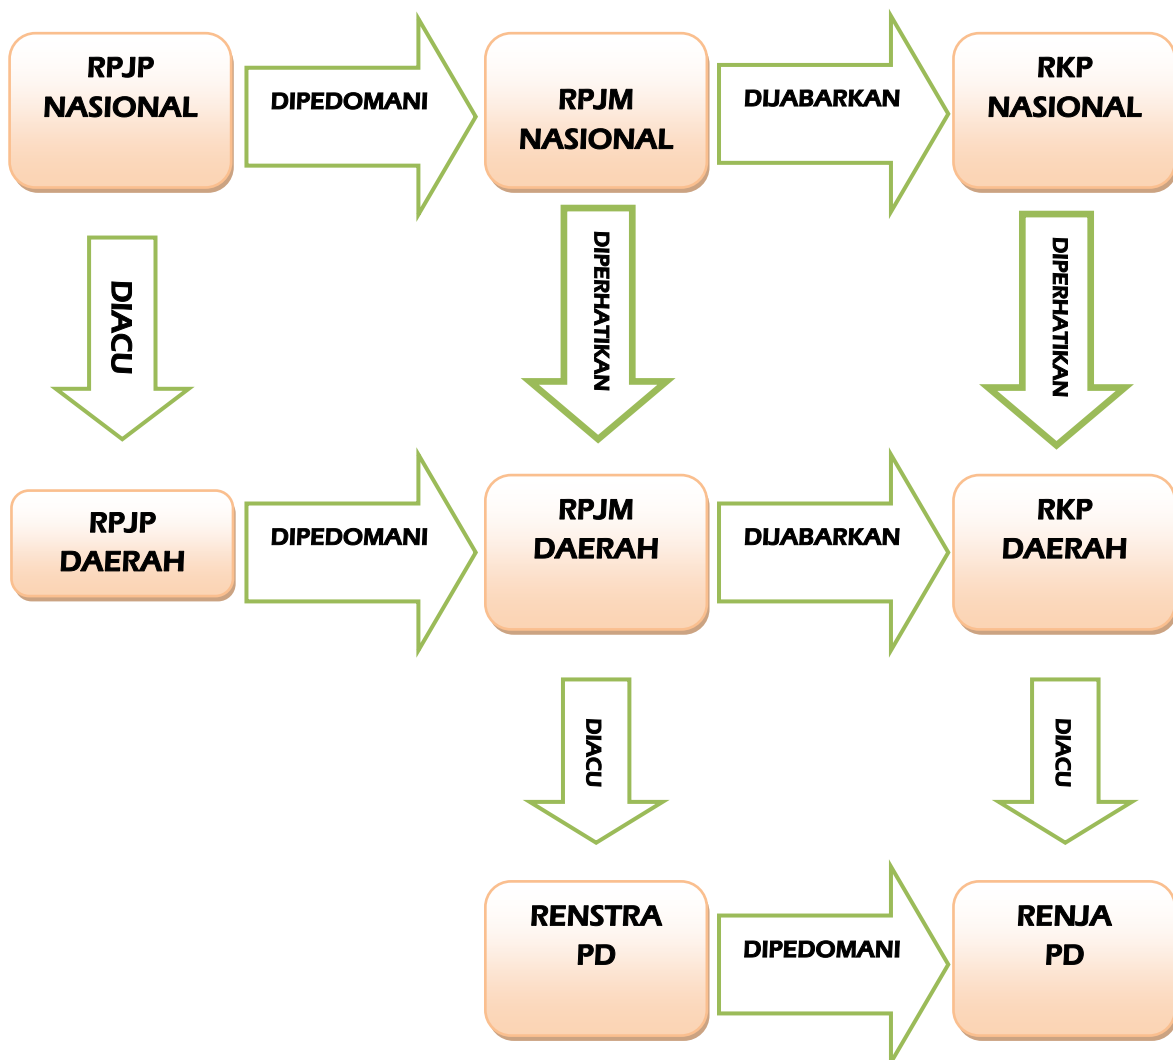 RPJP
NASIONAL
DIPEDOMANI
RPJM
NASIONAL
DIJABARKAN
RKP
NASIONAL
DIACU
DIPERHATIKAN
DIPERHATIKAN
RPJP
DAERAH
DIPEDOMANI
RPJM
DAERAH
DIJABARKAN
RKP
DAERAH
DIACU
DIACU
RENSTRA
PD
DIPEDOMANI
RENJA
PD